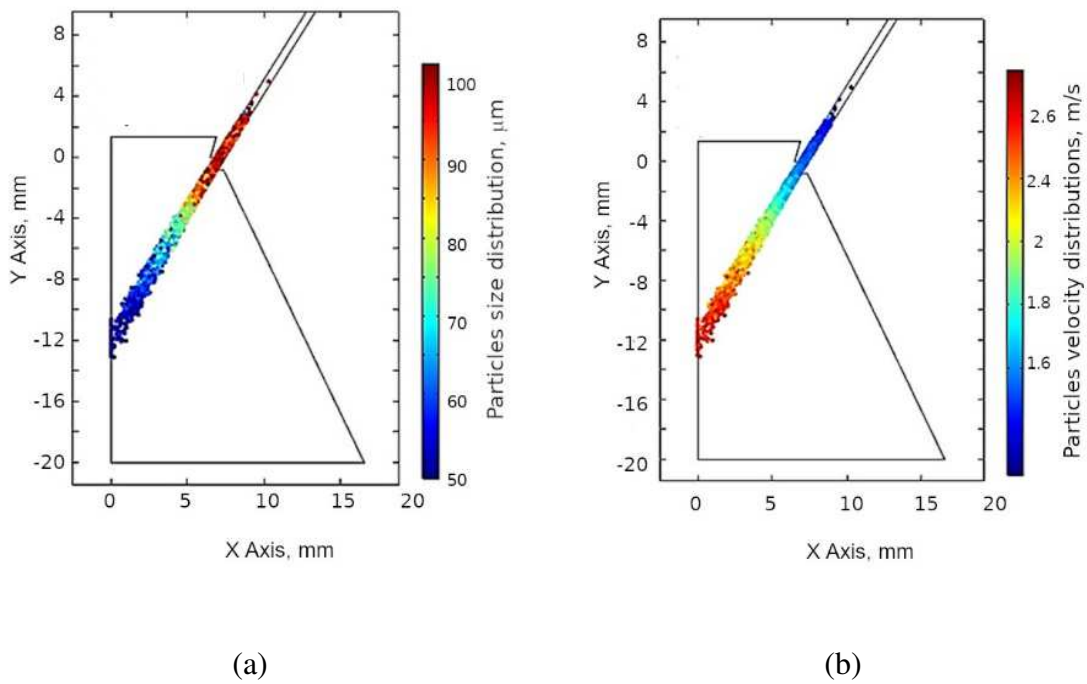 8
4
0
-4
-8
-12
-16
-20
Y Axis, mm
0 5 10 15 20
X Axis, mm
100
90
80
70
60
50
Particles size distribution, μm
(a)
8
4
0
-4
-8
-12
-16
-20
Y Axis, mm
0 5 10 15 20
X Axis, mm
2.6
2.4
2
1.8
1.6
Particles velocity distributions, m/s
(b)